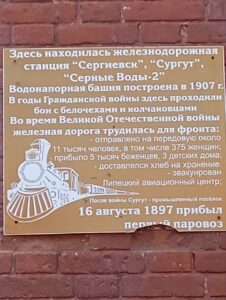 Здесь находилась железнодорожная
станция “Сергиевск”, “Сургут”,
“Серные Воды-2”
Водонапорная башня построена в 1907 г.
В годы Гражданской войны здесь проходили
бои с белочехами и колчаковцами
Во время Великой Отечественной войны
железная дорога трудилась для фронта:
- отправлено на передовую около
11 тысяч человек, в том числе 375 женщин;
- прибыло 5 тысяч беженцев, 3 детских дома;
- доставлялся хлеб на хранение;
- эвакуирован
Липецкий авиационный центр;
После войны Сургут - промышленный посёлок
16 августа 1897 прибыл
первый паровоз